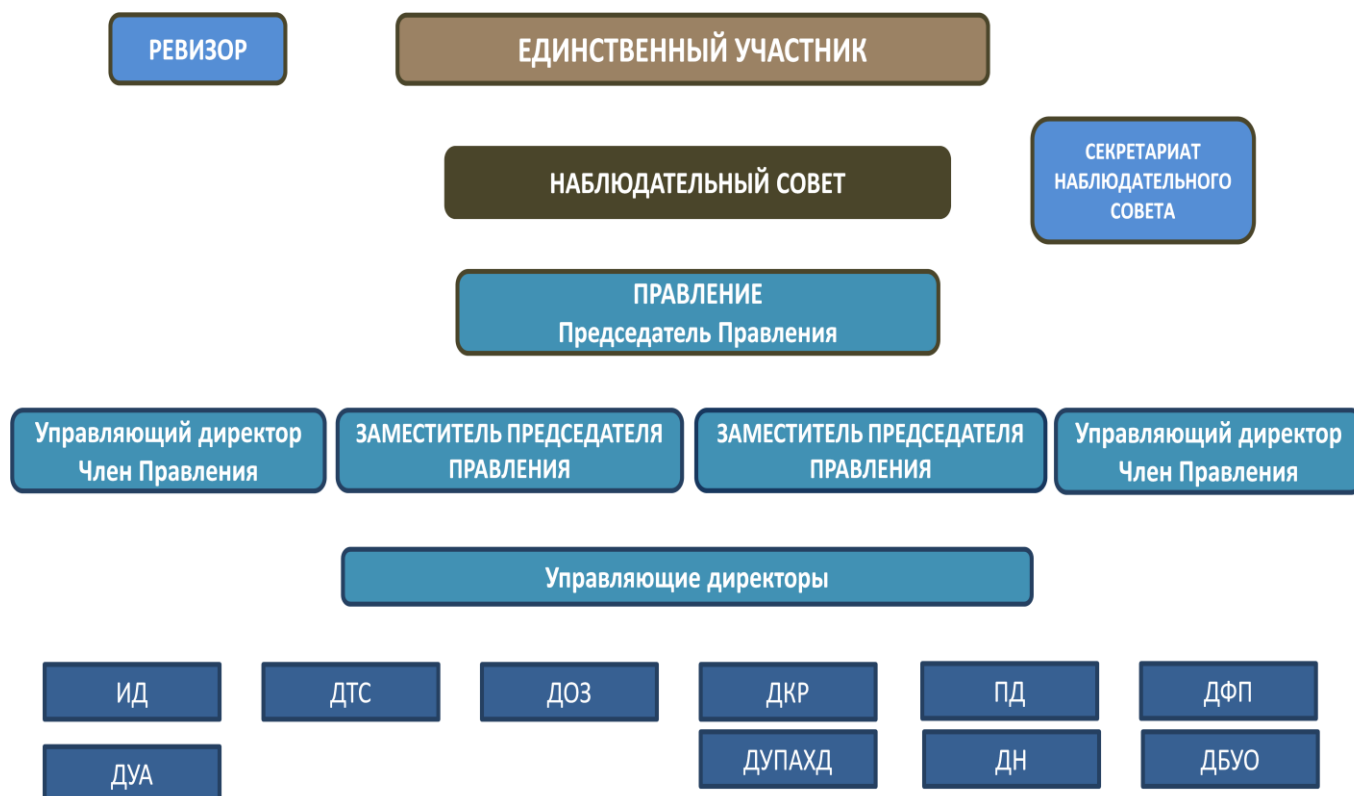 РЕВИЗОР
ЕДИНСТВЕННЫЙ УЧАСТНИК
НАБЛЮДАТЕЛЬНЫЙ СОВЕТ
СЕКРЕТАРИАТ
НАБЛЮДАТЕЛЬНОГО
СОВЕТА
ПРАВЛЕНИЕ
Председатель Правления
Управляющий директор
Член Правления
ЗАМЕСТИТЕЛЬ ПРЕДСЕДАТЕЛЯ
ПРАВЛЕНИЯ
ЗАМЕСТИТЕЛЬ ПРЕДСЕДАТЕЛЯ
ПРАВЛЕНИЯ
Управляющий директор
Член Правления
Управляющие директоры
ИД
ДТС
ДОЗ
ДКР
ПД
ДФП
ДУА
ДУПАХД
ДН
ДБУО